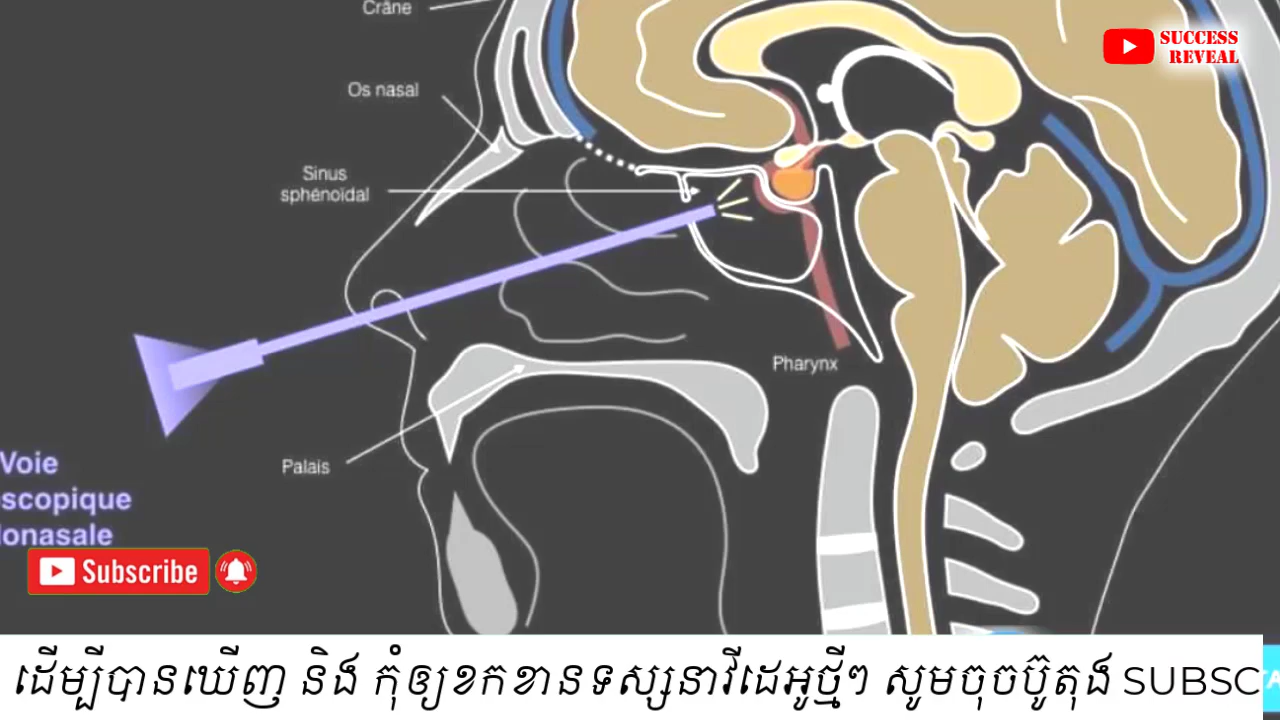 Crâne
SUCCESS
REVEAL
Os nasal
Sinus
sphénoïdal
Pharynx
Palais
Voie
scopique
onasale
Subscribe
ដើម្បីបានឃើញ និង កុំឲ្យខកខានទស្សនាវីដេអូថ្មីៗ សូមចុចប៊ូតុង SUBSC